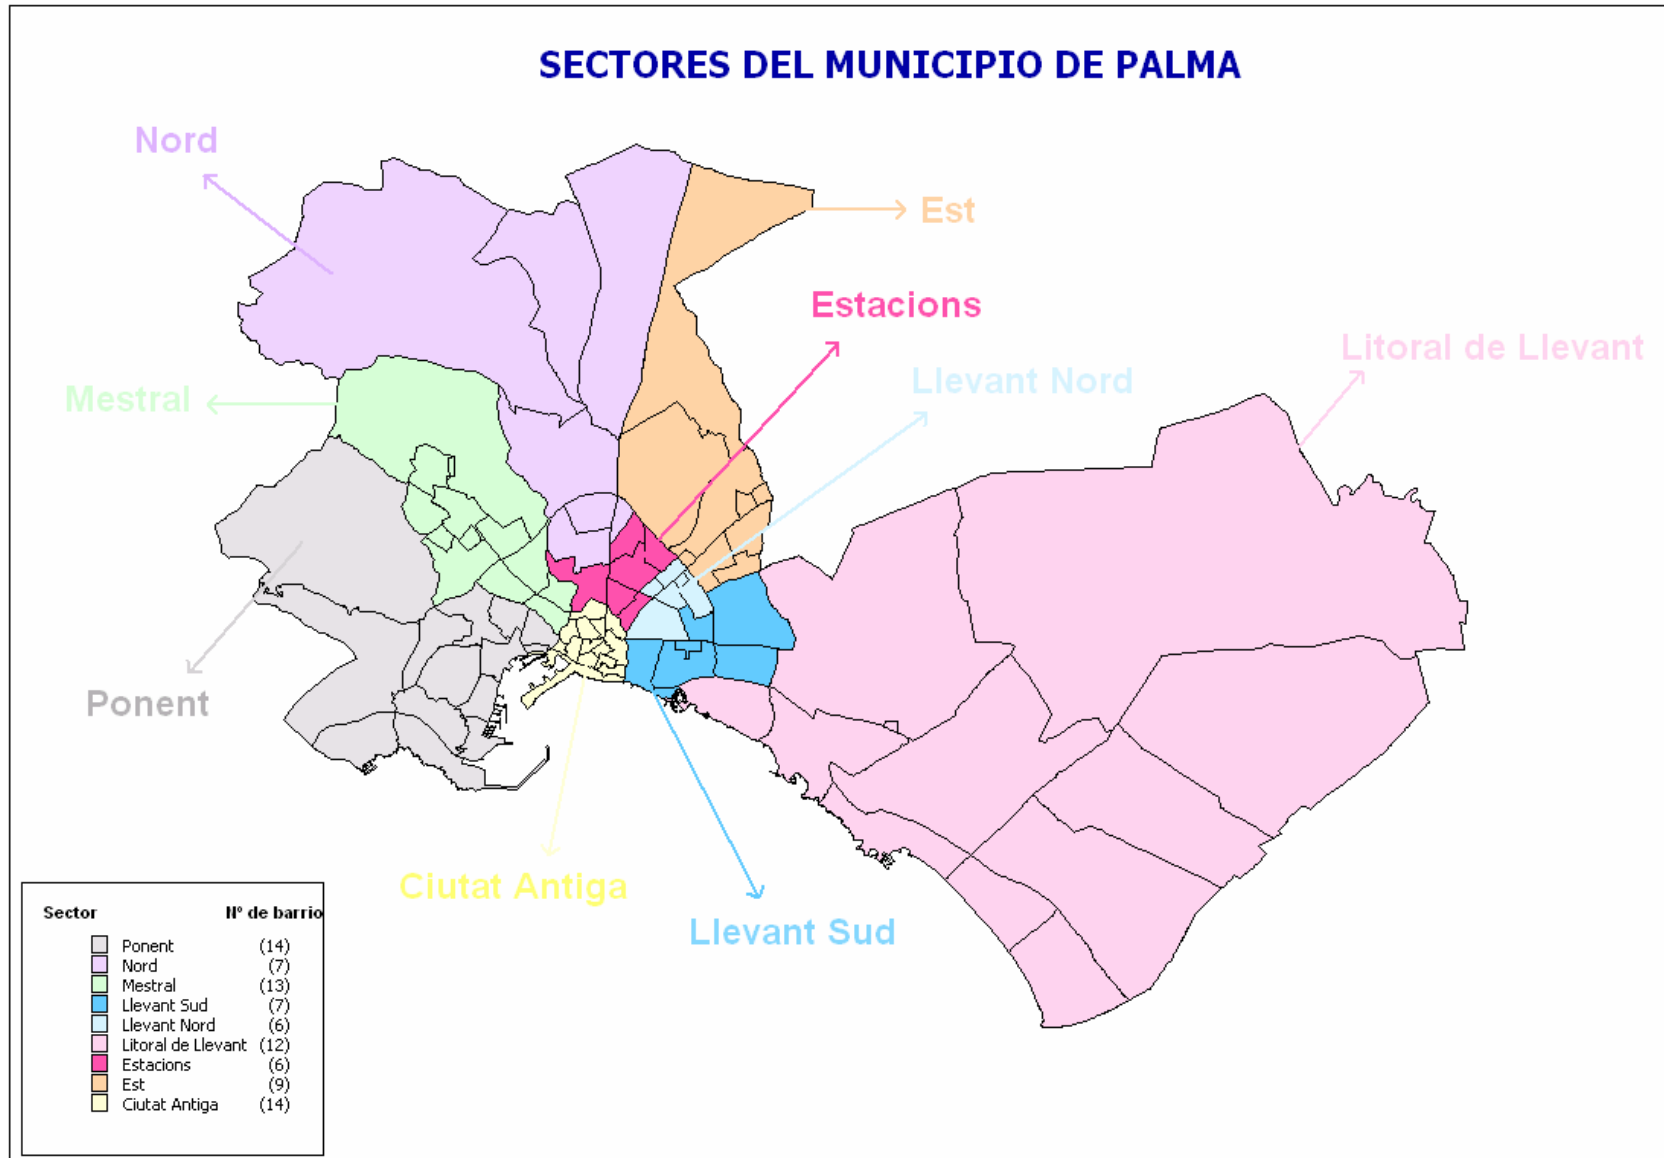 SECTORES DEL MUNICIPIO DE PALMA
Nord
Est
Estacions
Litoral de Llevant
Llevant Nord
Mestral
Ponent
Ciutat Antiga
Llevant Sud
Sector Nº de barrio
Ponent (14)
Nord (7)
Mestral (13)
Llevant Sud (7)
Llevant Nord (6)
Litoral de Llevant (12)
Estacions (6)
Est (9)
Ciutat Antiga (14)